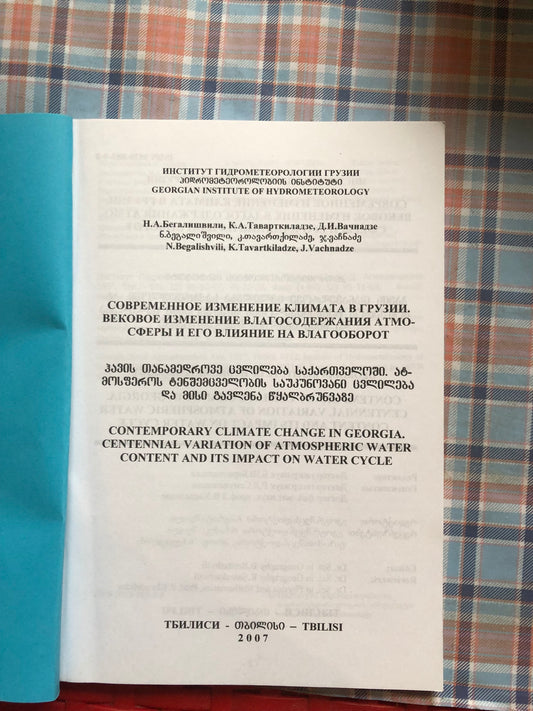 ИНСТИТУТ ГИДРОМЕТЕОРОЛОГИИ ГРУЗИИ
ჰიდრომეტეოროლოგიის ინსტიტუტი
GEORGIAN INSTITUTE OF HYDROMETEOROLOGY
Н.А.Бегалишвили, К.А.Таварткиладзе, Д.И.Вачнадзе
ნ.ბეგალიშვილი, კ.თავართქილაძე, ჯ.ვაჩნაძე
N.Begalishvili, K.Tavartkiladze, J.Vachnadze
СОВРЕМЕННОЕ ИЗМЕНЕНИЕ КЛИМАТА В ГРУЗИИ.
ВЕКОВОЕ ИЗМЕНЕНИЕ ВЛАГОСОДЕРЖАНИЯ АТМО-
СФЕРЫ И ЕГО ВЛИЯНИЕ НА ВЛАГООБОРОТ
ჰავის თანამედროვე ცვლილება საქართველოში. ატ-
მოსფეროს ტენშემცველობის საუკუნოვანი ცვლილება
და მისი გავლენა წყალბრუნვაზე
CONTEMPORARY CLIMATE CHANGE IN GEORGIA.
CENTENNIAL VARIATION OF ATMOSPHERIC WATER
CONTENT AND ITS IMPACT ON WATER CYCLE
ТБИЛИСИ - თბილისი – TBILISI
2007